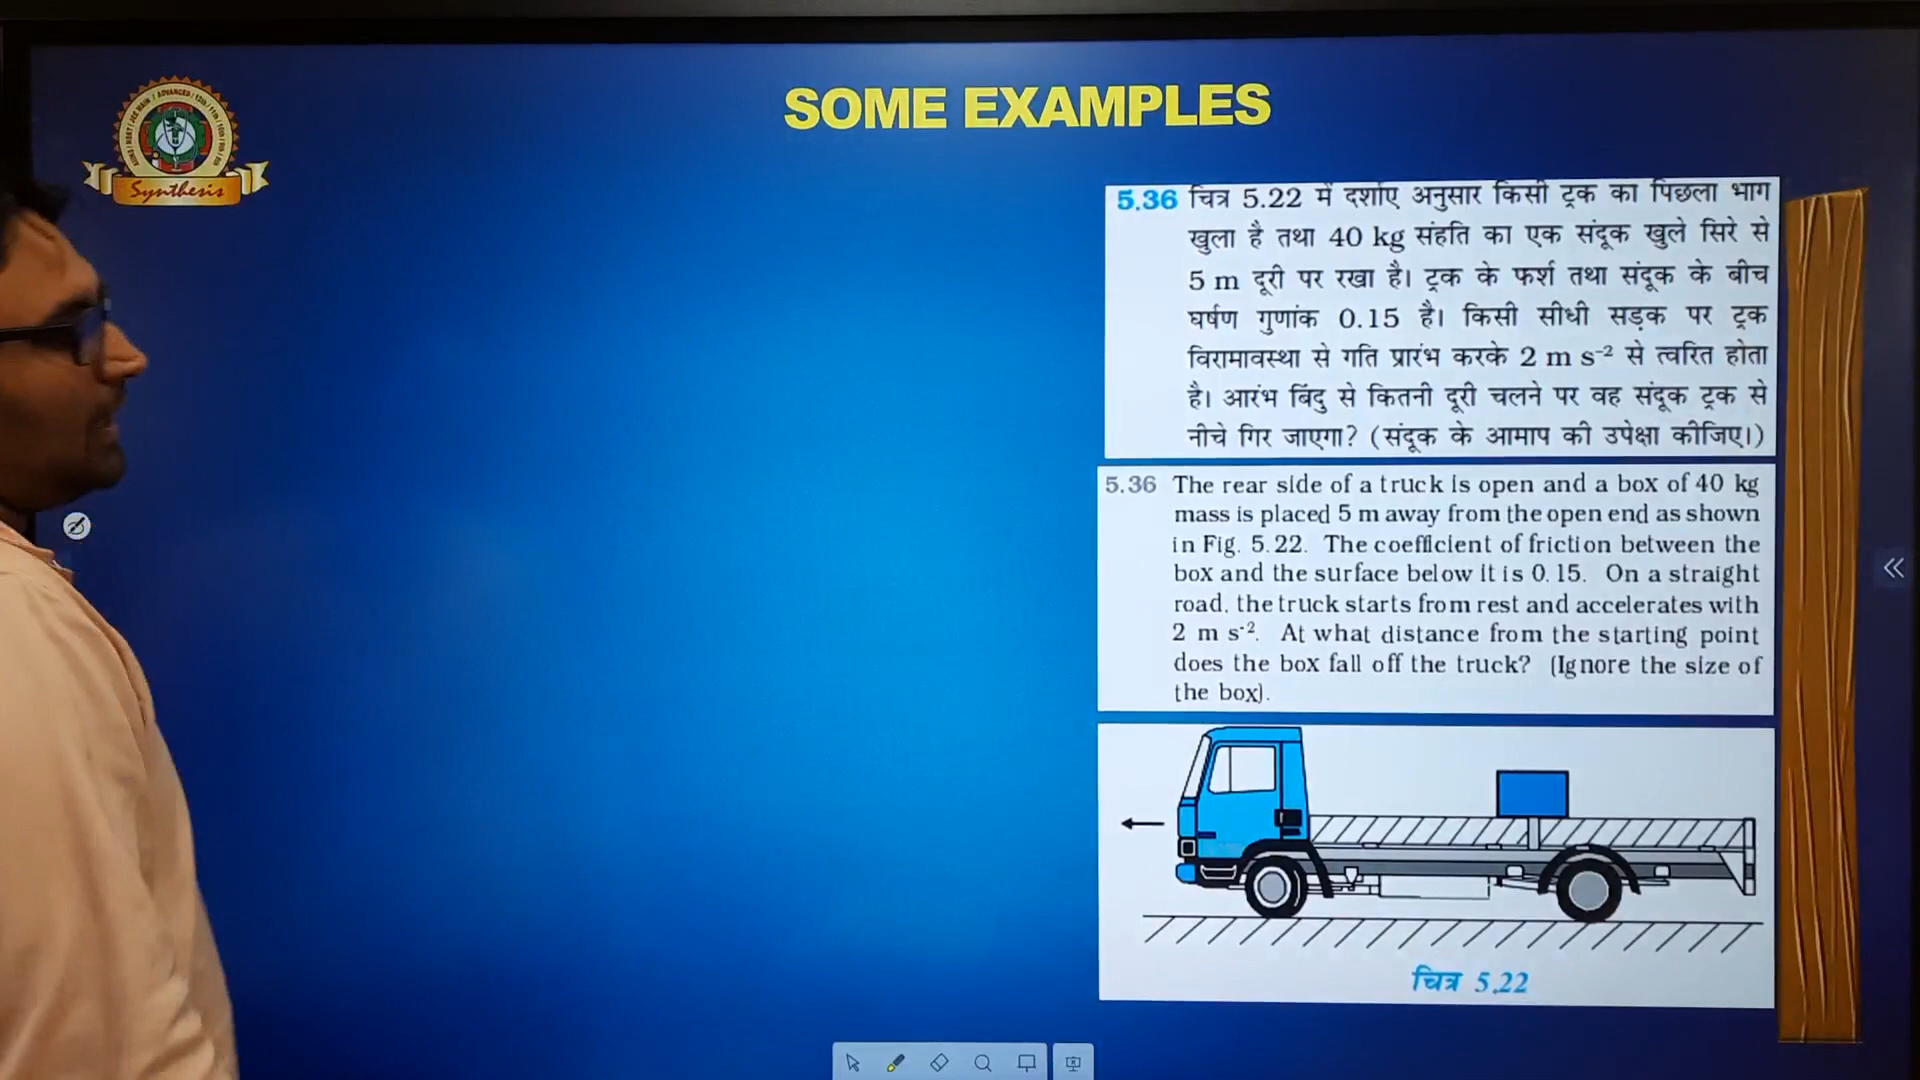 SOME EXAMPLES
Synthesis
5.36 चित्र 5.22 में दर्शाए अनुसार किसी ट्रक का पिछला भाग
खुला है तथा 40 kg संहति का एक संदूक खुले सिरे से
5 m दूरी पर रखा है। ट्रक के फर्श तथा संदूक के बीच
घर्षण गुणांक 0.15 है। किसी सीधी सड़क पर ट्रक
विरामावस्था से गति प्रारंभ करके 2 m s⁻² से त्वरित होता
है। आरंभ बिंदु से कितनी दूरी चलने पर वह संदूक ट्रक से
नीचे गिर जाएगा? (संदूक के आमाप की उपेक्षा कीजिए।)
5.36 The rear side of a truck is open and a box of 40 kg
mass is placed 5 m away from the open end as shown
in Fig. 5.22. The coefficient of friction between the
box and the surface below it is 0.15. On a straight
road, the truck starts from rest and accelerates with
2 m s⁻². At what distance from the starting point
does the box fall off the truck? (Ignore the size of
the box).
चित्र 5.22